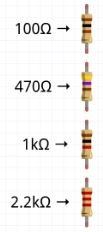 100Ω →
470Ω →
1kΩ →
2.2kΩ →